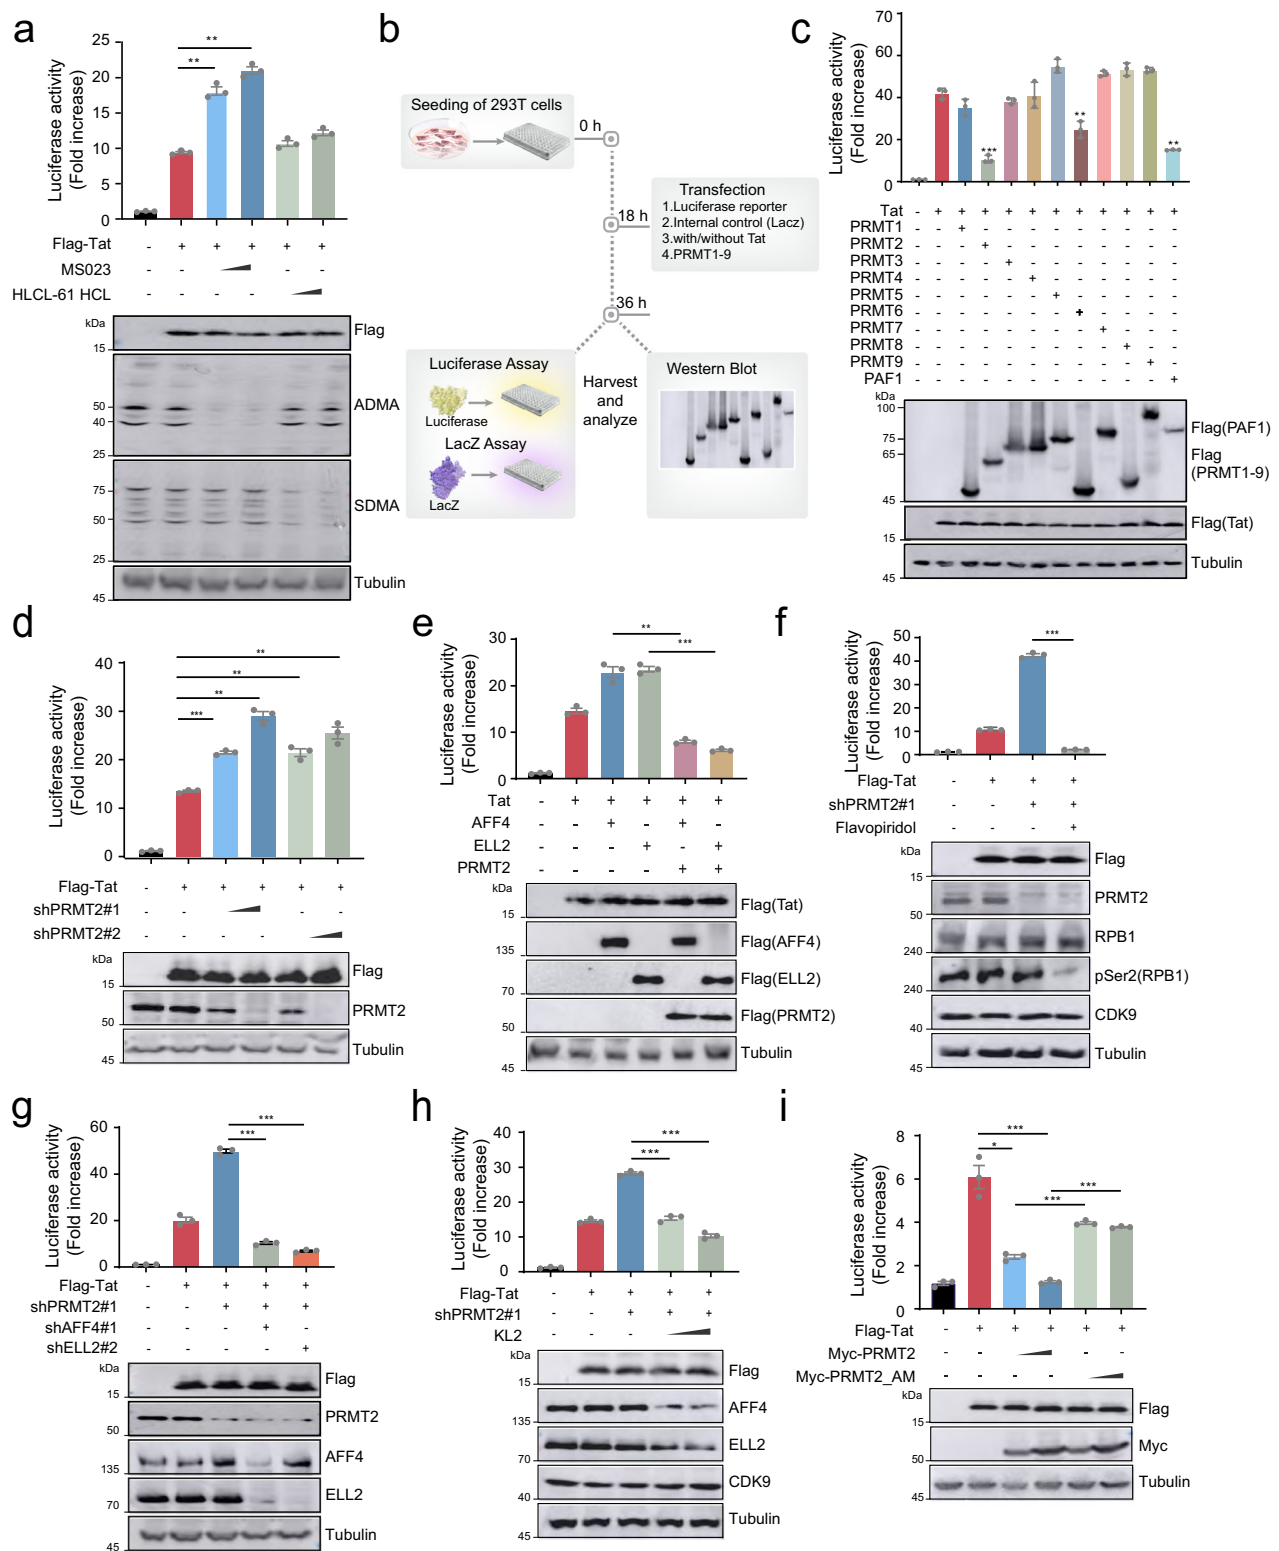 a
Luciferase activity
(Fold increase)
25
20
15
10
5
0
** **
Flag-Tat - + + + + +
MS023 - - - -
HLCL-61 HCL - - - -
kDa
15
Flag
50
40
25
ADMA
75
50
25
SDMA
45
Tubulin
b
Seeding of 293T cells
0 h
18 h
Transfection
1.Luciferase reporter
2.Internal control (Lacz)
3.with/without Tat
4.PRMT1-9
36 h
Luciferase Assay
Luciferase
LacZ Assay
LacZ
Harvest
and
analyze
Western Blot
c
Luciferase activity
(Fold increase)
70
60
40
20
0
*** ** **
Tat - + + + + + + + + + + +
PRMT1 - - + - - - - - - - - -
PRMT2 - - - + - - - - - - - -
PRMT3 - - - - + - - - - - - -
PRMT4 - - - - - + - - - - - -
PRMT5 - - - - - - + - - - - -
PRMT6 - - - - - - - + - - - -
PRMT7 - - - - - - - - + - - -
PRMT8 - - - - - - - - - + - -
PRMT9 - - - - - - - - - - + -
PAF1 - - - - - - - - - - - +
kDa
100
75
45
Flag(PAF1)
Flag
(PRMT1-9)
15
Flag(Tat)
45
Tubulin
d
Luciferase activity
(Fold increase)
40
30
20
10
0
**
**
**
***
Flag-Tat - + + + + +
shPRMT2#1 - - - -
shPRMT2#2 - - - -
kDa
15
Flag
50
PRMT2
45
Tubulin
e
Luciferase activity
(Fold increase)
30
20
10
0
**
***
Tat - + + + + +
AFF4 - - + - + -
ELL2 - - - + - +
PRMT2 - - - - + +
kDa
15
Flag(Tat)
135
Flag(AFF4)
70
Flag(ELL2)
50
Flag(PRMT2)
45
Tubulin
f
Luciferase activity
(Fold increase)
50
40
30
20
10
0
***
Flag-Tat - + + +
shPRMT2#1 - - + +
Flavopiridol - - - +
kDa
15
Flag
50
PRMT2
240
RPB1
240
pSer2(RPB1)
40
CDK9
45
Tubulin
g
Luciferase activity
(Fold increase)
60
40
20
0
***
***
Flag-Tat - + + + +
shPRMT2#1 - - + + +
shAFF4#1 - - - + -
shELL2#2 - - - - +
kDa
15
Flag
50
PRMT2
135
AFF4
70
ELL2
45
Tubulin
h
Luciferase activity
(Fold increase)
40
30
20
10
0
***
***
Flag-Tat - + + + +
shPRMT2#1 - - + + +
KL2 - - -
kDa
15
Flag
135
AFF4
70
ELL2
40
CDK9
45
Tubulin
i
Luciferase activity
(Fold increase)
8
6
4
2
0
***
*
***
***
Flag-Tat - + + + + +
Myc-PRMT2 - - - -
Myc-PRMT2_AM - - - -
kDa
15
Flag
50
Myc
45
Tubulin